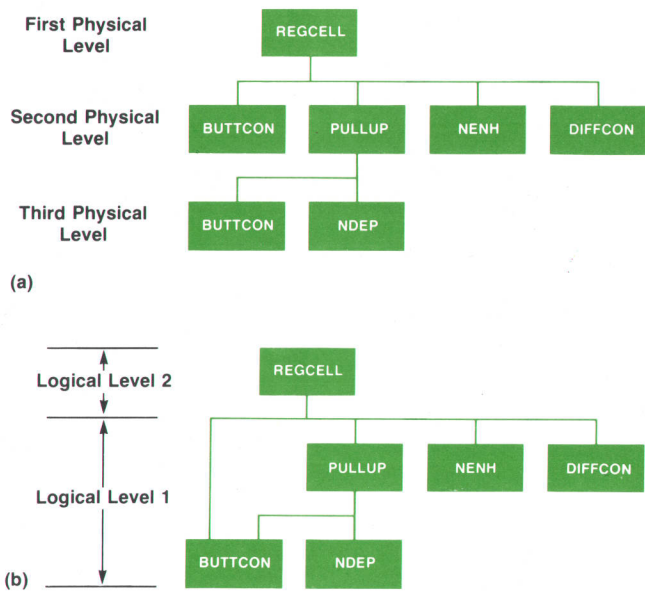 First Physical
Level
REGCELL
Second Physical
Level
BUTTCON
PULLUP
NENH
DIFFCON
Third Physical
Level
BUTTCON
NDEP
(a)
Logical Level 2
REGCELL
PULLUP
NENH
DIFFCON
Logical Level 1
BUTTCON
NDEP
(b)